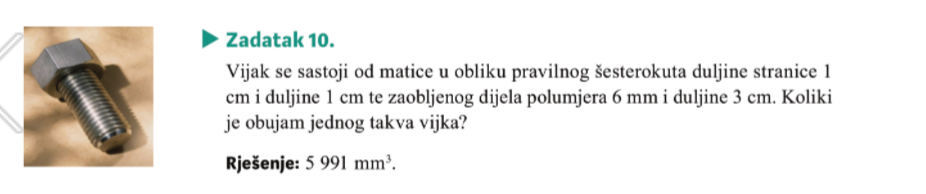 Zadatak 10.
Vijak se sastoji od matice u obliku pravilnog šesterokuta duljine stranice 1
cm i duljine 1 cm te zaobljenog dijela polumjera 6 mm i duljine 3 cm. Koliki
je obujam jednog takva vijka?
Rješenje: 5 991 mm³.